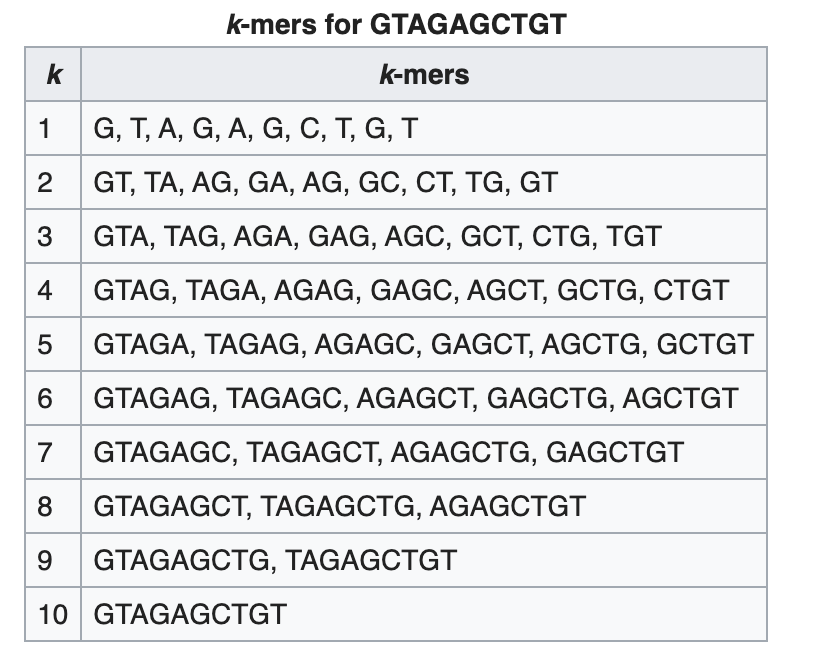 k-mers for GTAGAGCTGT
k k-mers
1 G, T, A, G, A, G, C, T, G, T
2 GT, TA, AG, GA, AG, GC, CT, TG, GT
3 GTA, TAG, AGA, GAG, AGC, GCT, CTG, TGT
4 GTAG, TAGA, AGAG, GAGC, AGCT, GCTG, CTGT
5 GTAGA, TAGAG, AGAGC, GAGCT, AGCTG, GCTGT
6 GTAGAG, TAGAGC, AGAGCT, GAGCTG, AGCTGT
7 GTAGAGC, TAGAGCT, AGAGCTG, GAGCTGT
8 GTAGAGCT, TAGAGCTG, AGAGCTGT
9 GTAGAGCTG, TAGAGCTGT
10 GTAGAGCTGT